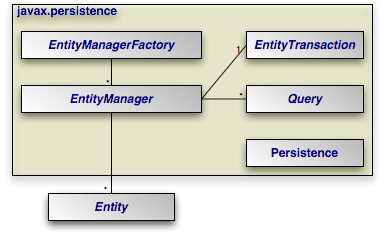 javax.persistence
EntityManagerFactory
EntityTransaction
1
*
EntityManager
*
Query
Persistence
*
Entity